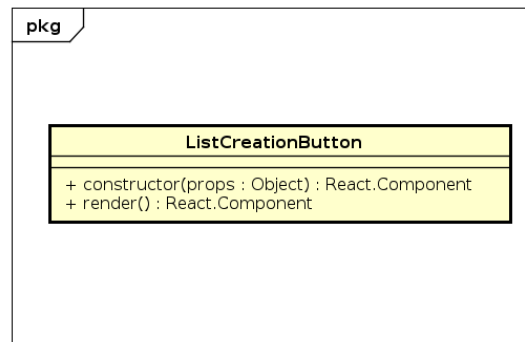 pkg
ListCreationButton
+ constructor(props : Object) : React.Component
+ render() : React.Component